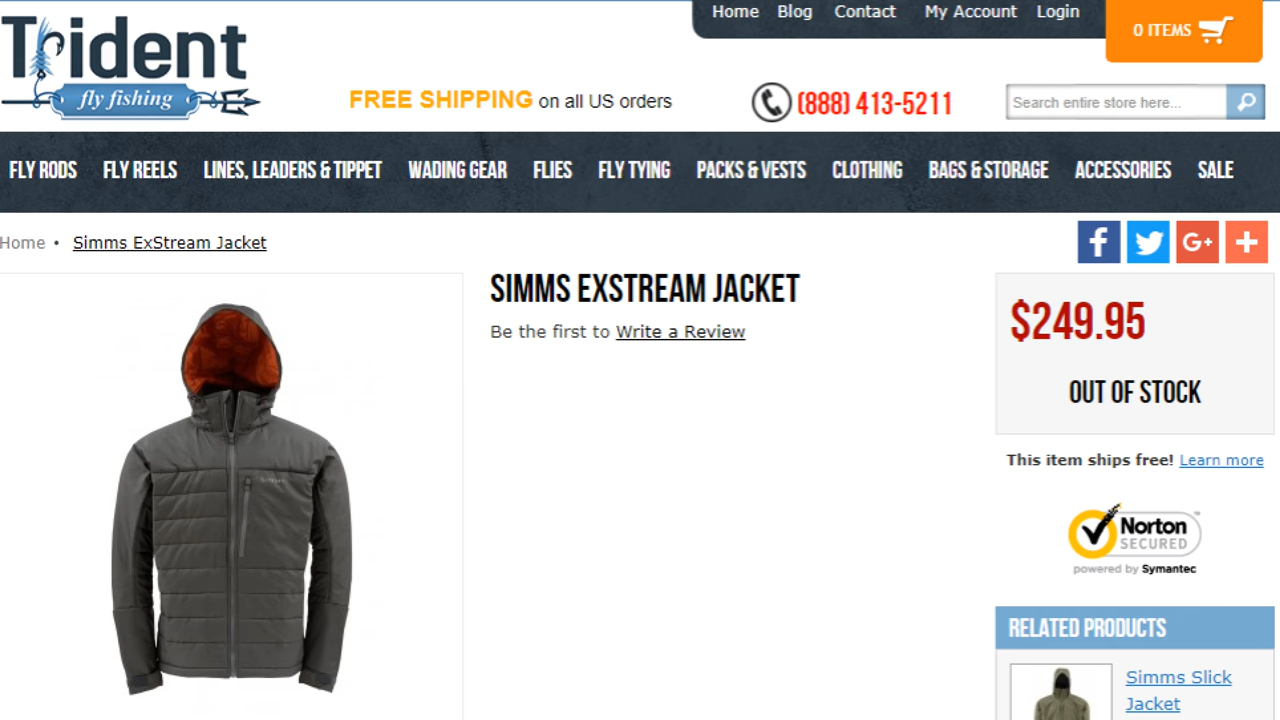 Home Blog Contact My Account Login
0 ITEMS
Trident
fly fishing
FREE SHIPPING on all US orders
(888) 413-5211
Search entire store here...
FLY RODS FLY REELS LINES, LEADERS & TIPPET WADING GEAR FLIES FLY TYING PACKS & VESTS CLOTHING BAGS & STORAGE ACCESSORIES SALE
Home • Simms ExStream Jacket
f G+ +
SIMMS EXSTREAM JACKET
Be the first to Write a Review
$249.95
OUT OF STOCK
This item ships free! Learn more
Norton
SECURED
powered by Symantec
RELATED PRODUCTS
Simms Slick
Jacket